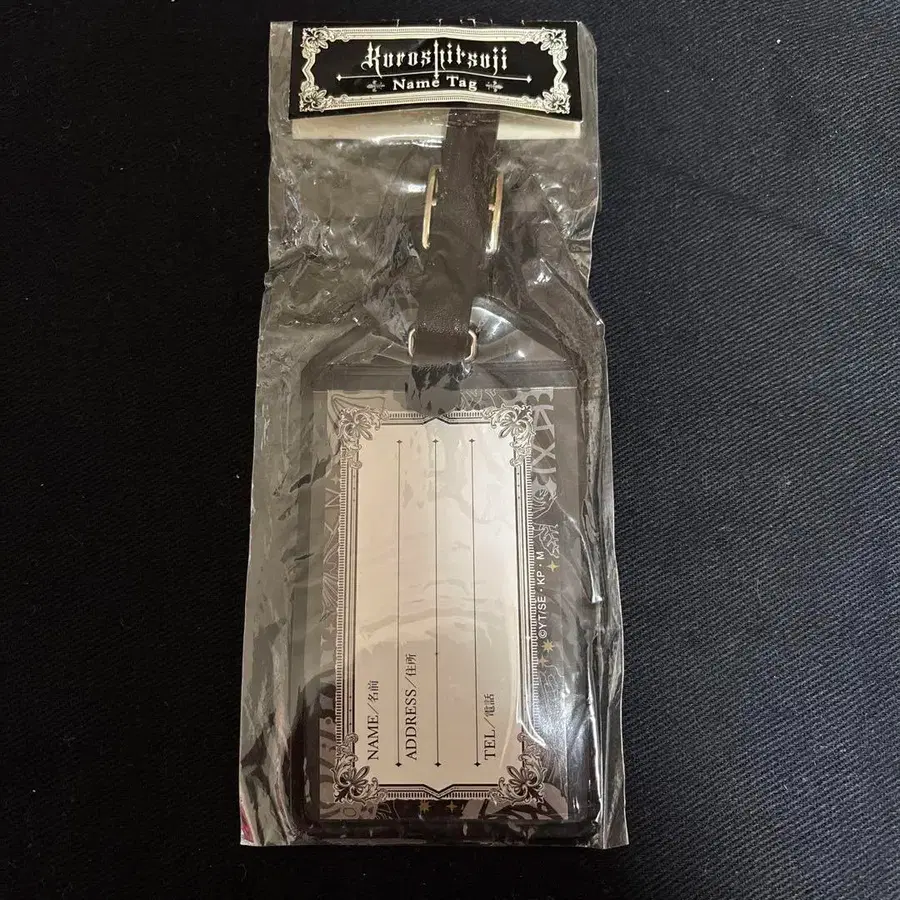 Kuroshitsuji
Name Tag
NAME/名前
ADDRESS/住所
TEL/電話
©YT/SE・KP・M